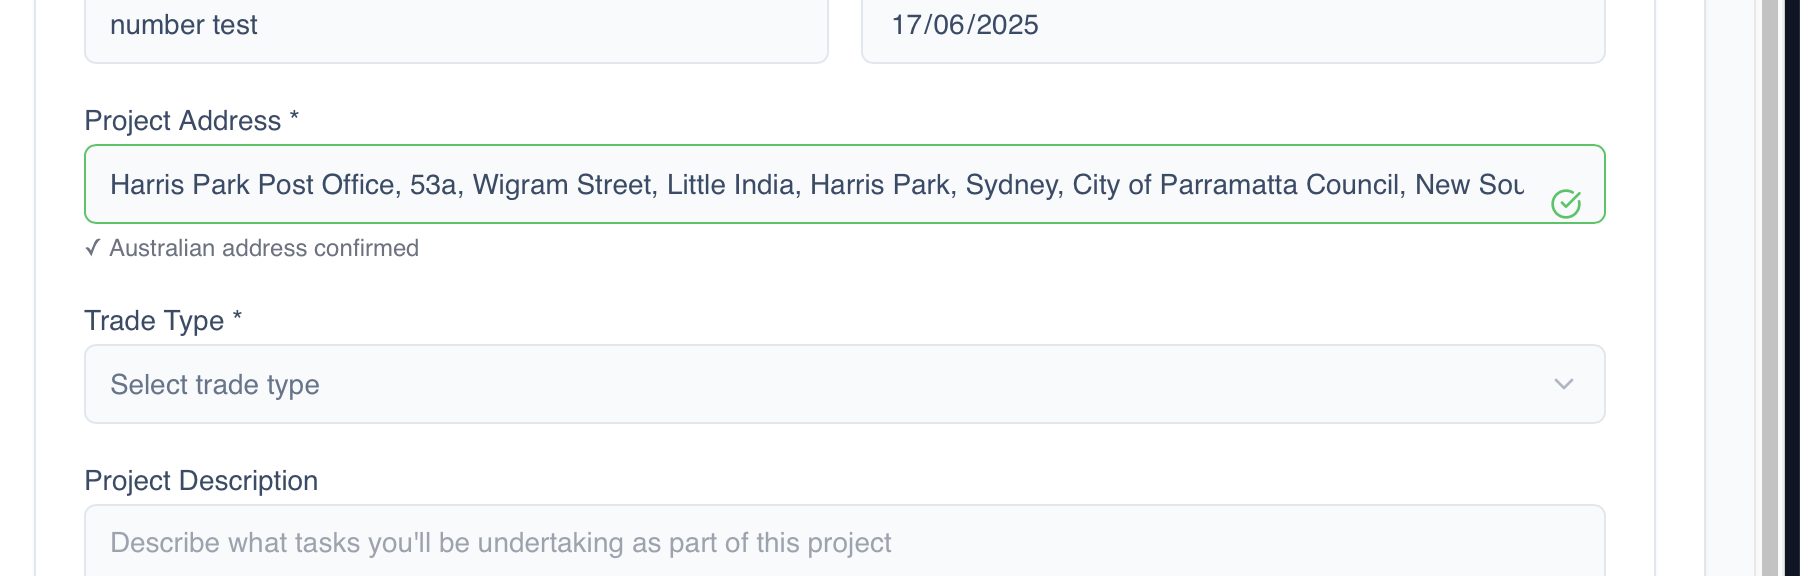 number test
17/06/2025
Project Address *
Harris Park Post Office, 53a, Wigram Street, Little India, Harris Park, Sydney, City of Parramatta Council, New Sou
✓ Australian address confirmed
Trade Type *
Select trade type
Project Description
Describe what tasks you'll be undertaking as part of this project